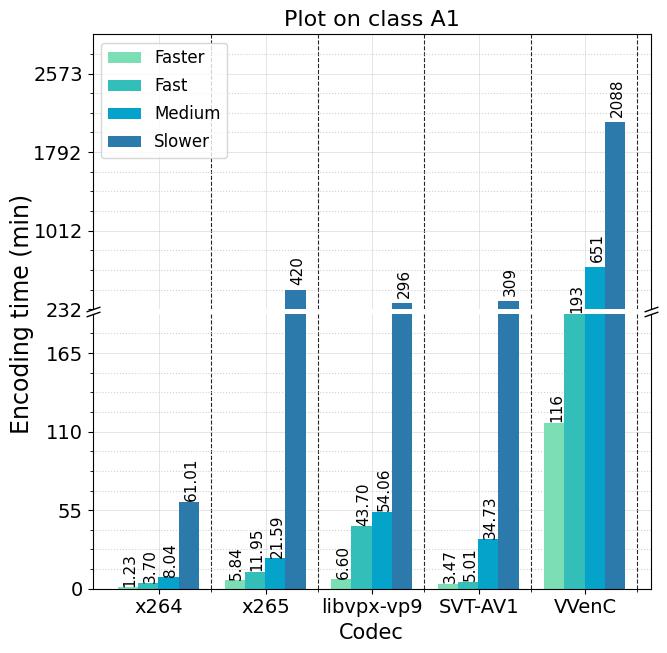 Plot on class A1
Faster
Fast
Medium
Slower
Encoding time (min)
2573
1792
1012
232
165
110
55
0
1.23
3.70
8.04
61.01
5.84
11.95
21.59
420
6.60
43.70
54.06
296
3.47
5.01
34.73
309
116
193
651
2088
x264
x265
libvpx-vp9
SVT-AV1
VVenC
Codec